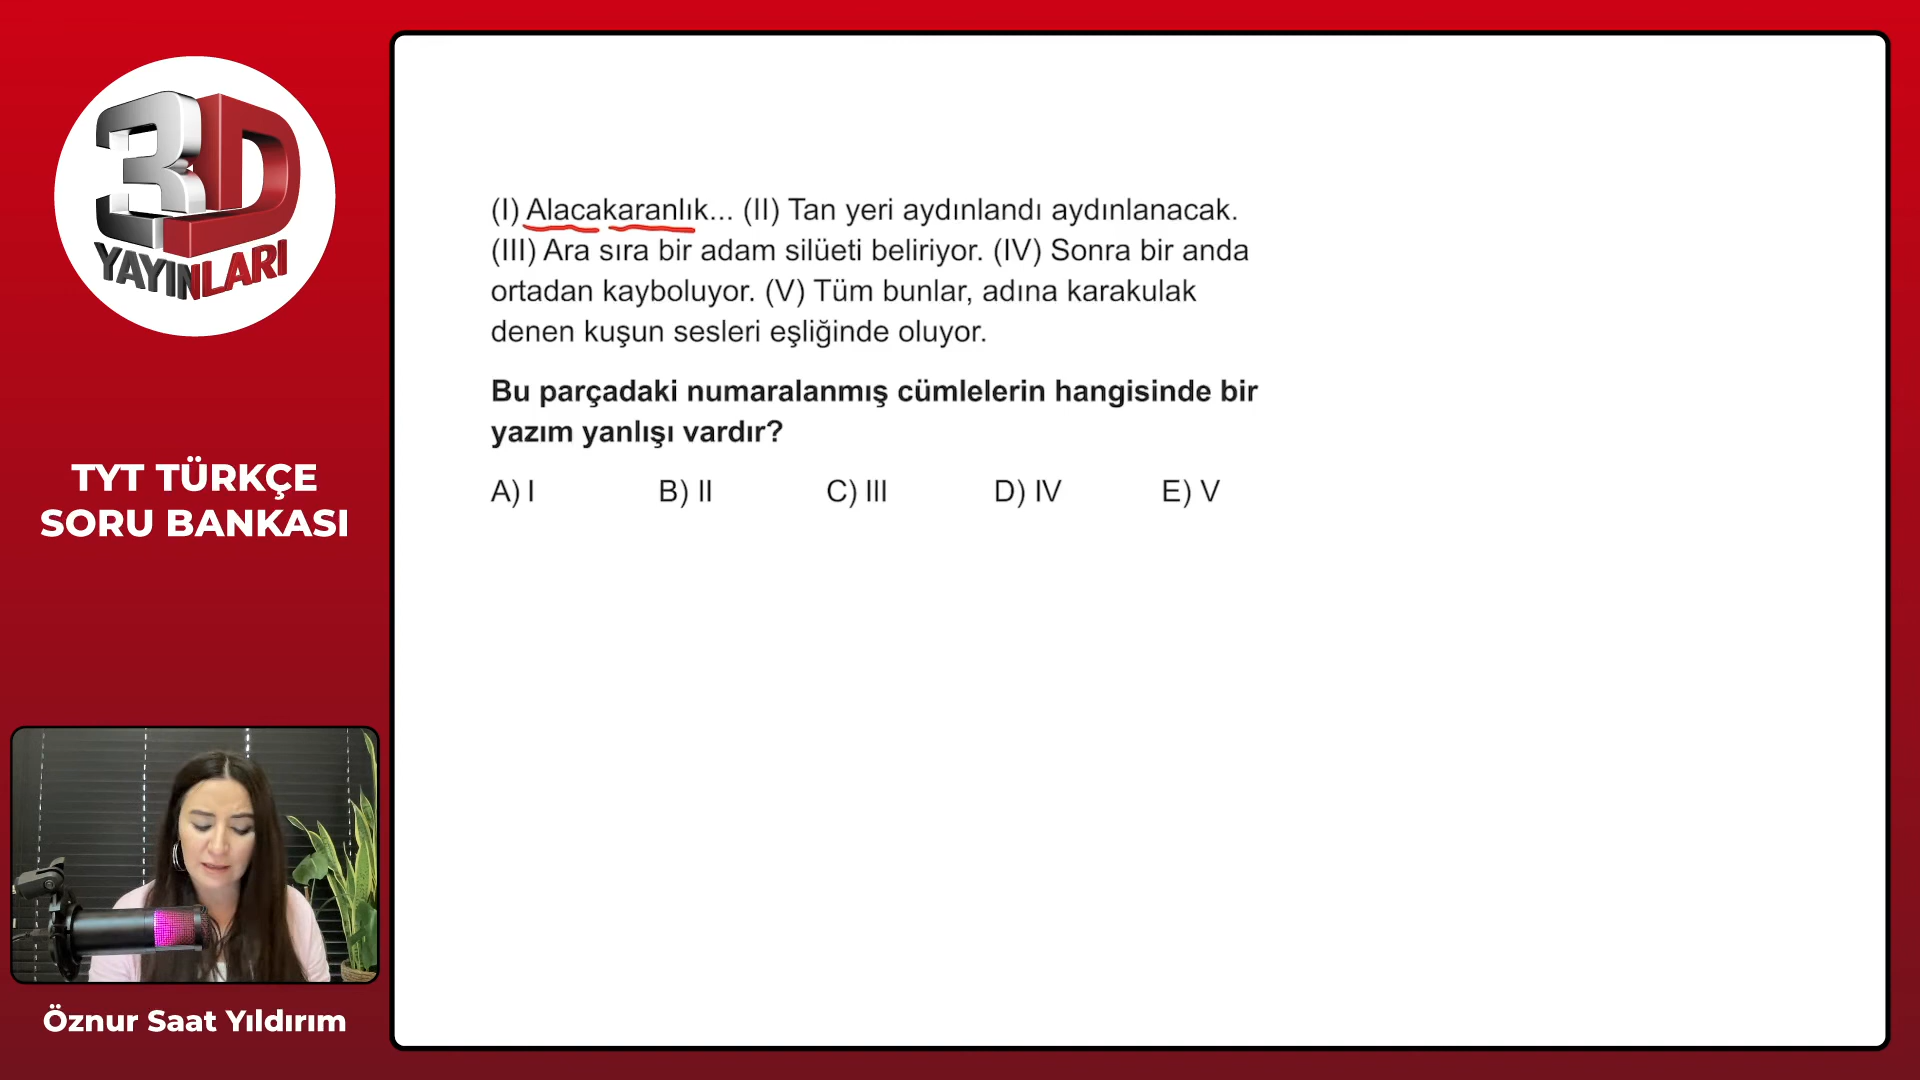 3D
YAYINLARI
TYT TÜRKÇE
SORU BANKASI
Öznur Saat Yıldırım
(I) Alacakaranlık... (II) Tan yeri aydınlandı aydınlanacak.
(III) Ara sıra bir adam silüeti beliriyor. (IV) Sonra bir anda
ortadan kayboluyor. (V) Tüm bunlar, adına karakulak
denen kuşun sesleri eşliğinde oluyor.
Bu parçadaki numaralanmış cümlelerin hangisinde bir
yazım yanlışı vardır?
A) I B) II C) III D) IV E) V